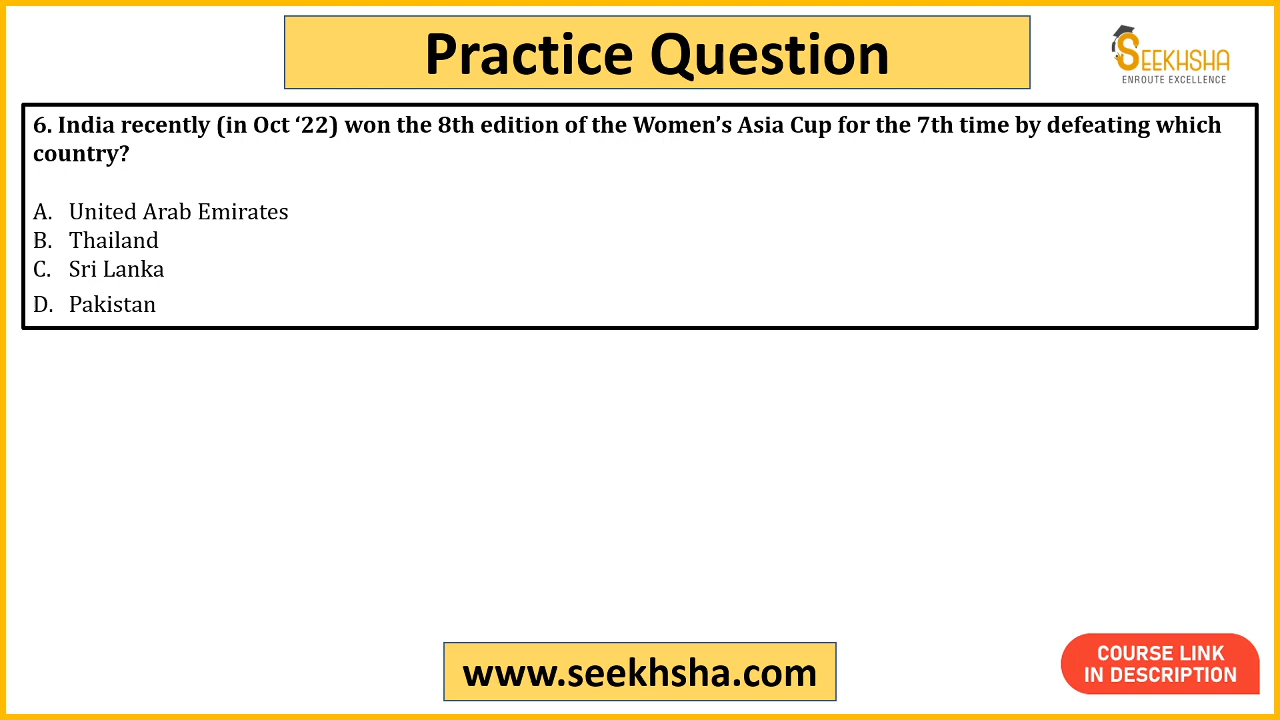 Practice Question
SEEKHSHA
ENROUTE EXCELLENCE
6. India recently (in Oct ‘22) won the 8th edition of the Women’s Asia Cup for the 7th time by defeating which
country?
A. United Arab Emirates
B. Thailand
C. Sri Lanka
D. Pakistan
www.seekhsha.com
COURSE LINK
IN DESCRIPTION